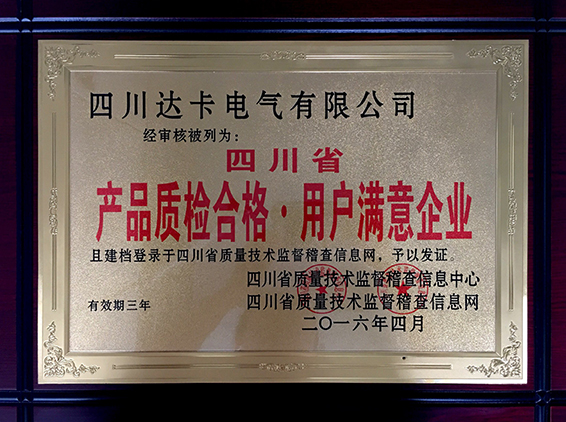 四川达卡电气有限公司
经审核被列为：
四川省
产品质检合格·用户满意企业
且建档登录于四川省质量技术监督稽查信息网，予以发证。
四川省质量技术监督稽查信息中心
有效期三年
四川省质量技术监督稽查信息网
二〇一六年四月